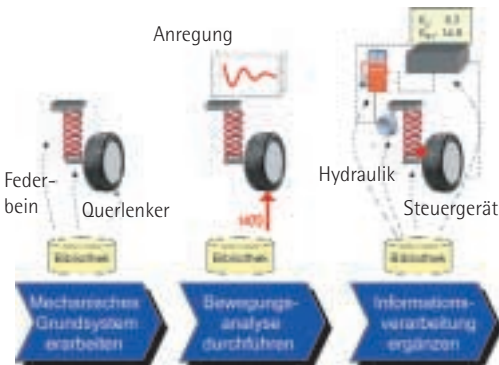 Anregung
Feder-
bein
Querlenker
Hydraulik
Steuergerät
Bibliothek
Bibliothek
Bibliothek
Mechanisches
Grundsystem
erarbeiten
Bewegungs-
analyse
durchführen
Informations-
verarbeitung
ergänzen